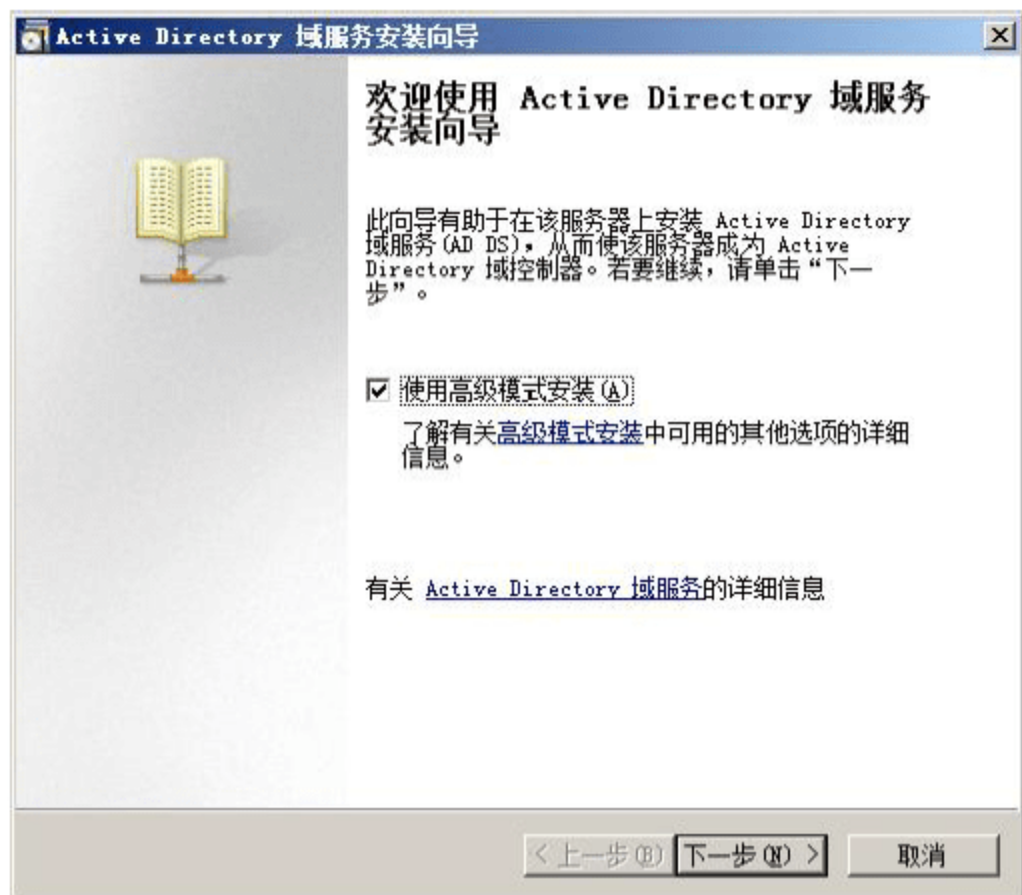 Active Directory 域服务安装向导
欢迎使用 Active Directory 域服务
安装向导
此向导有助于在该服务器上安装 Active Directory
域服务(AD DS)，从而使该服务器成为 Active
Directory 域控制器。若要继续，请单击“下一
步”。
使用高级模式安装(A)
了解有关高级模式安装中可用的其他选项的详细
信息。
有关 Active Directory 域服务的详细信息
< 上一步(B) 下一步(N) > 取消